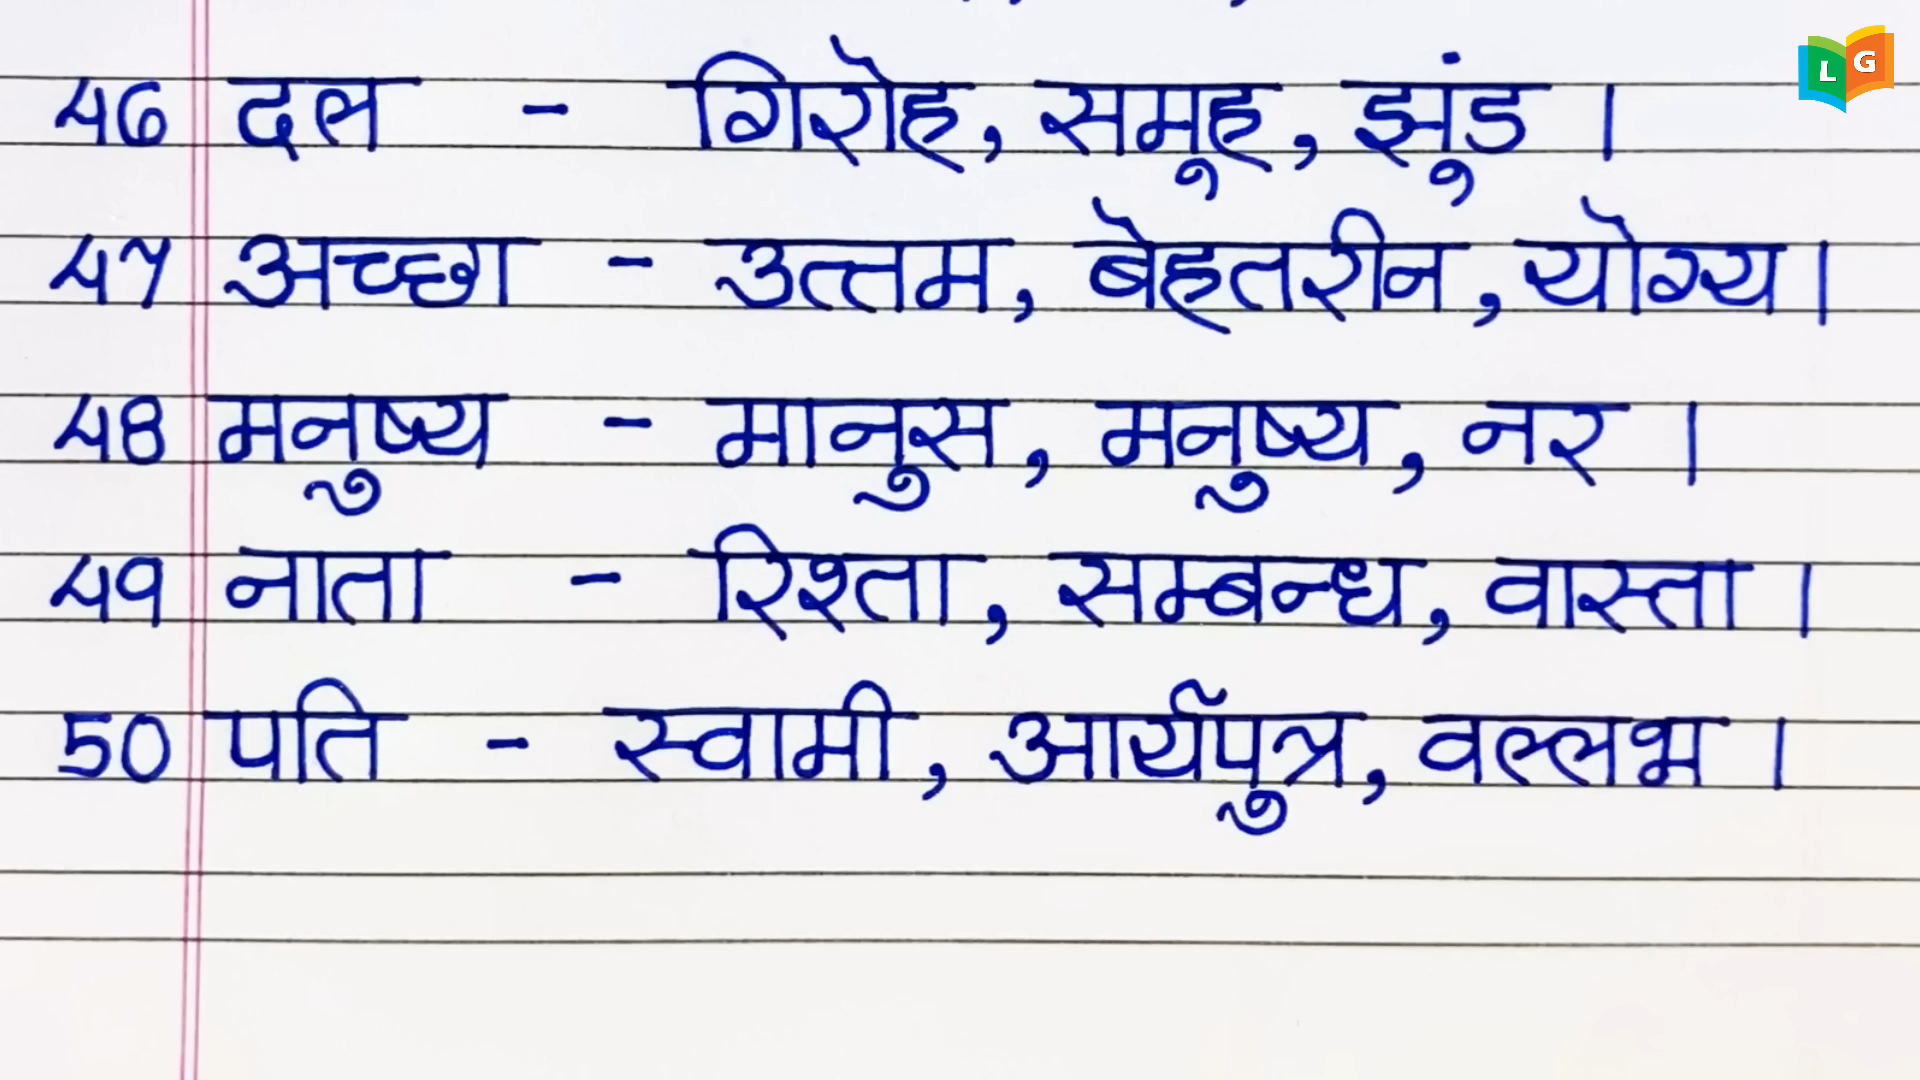 LG
46 दल - गिरोह, समूह, झुंड ।
47 अच्छा - उत्तम, बेहतरीन, योग्य ।
48 मनुष्य - मानुस, मनुष्य, नर ।
49 नाता - रिश्ता, सम्बन्ध, वास्ता ।
50 पति - स्वामी, आर्यपुत्र, वल्लभ ।